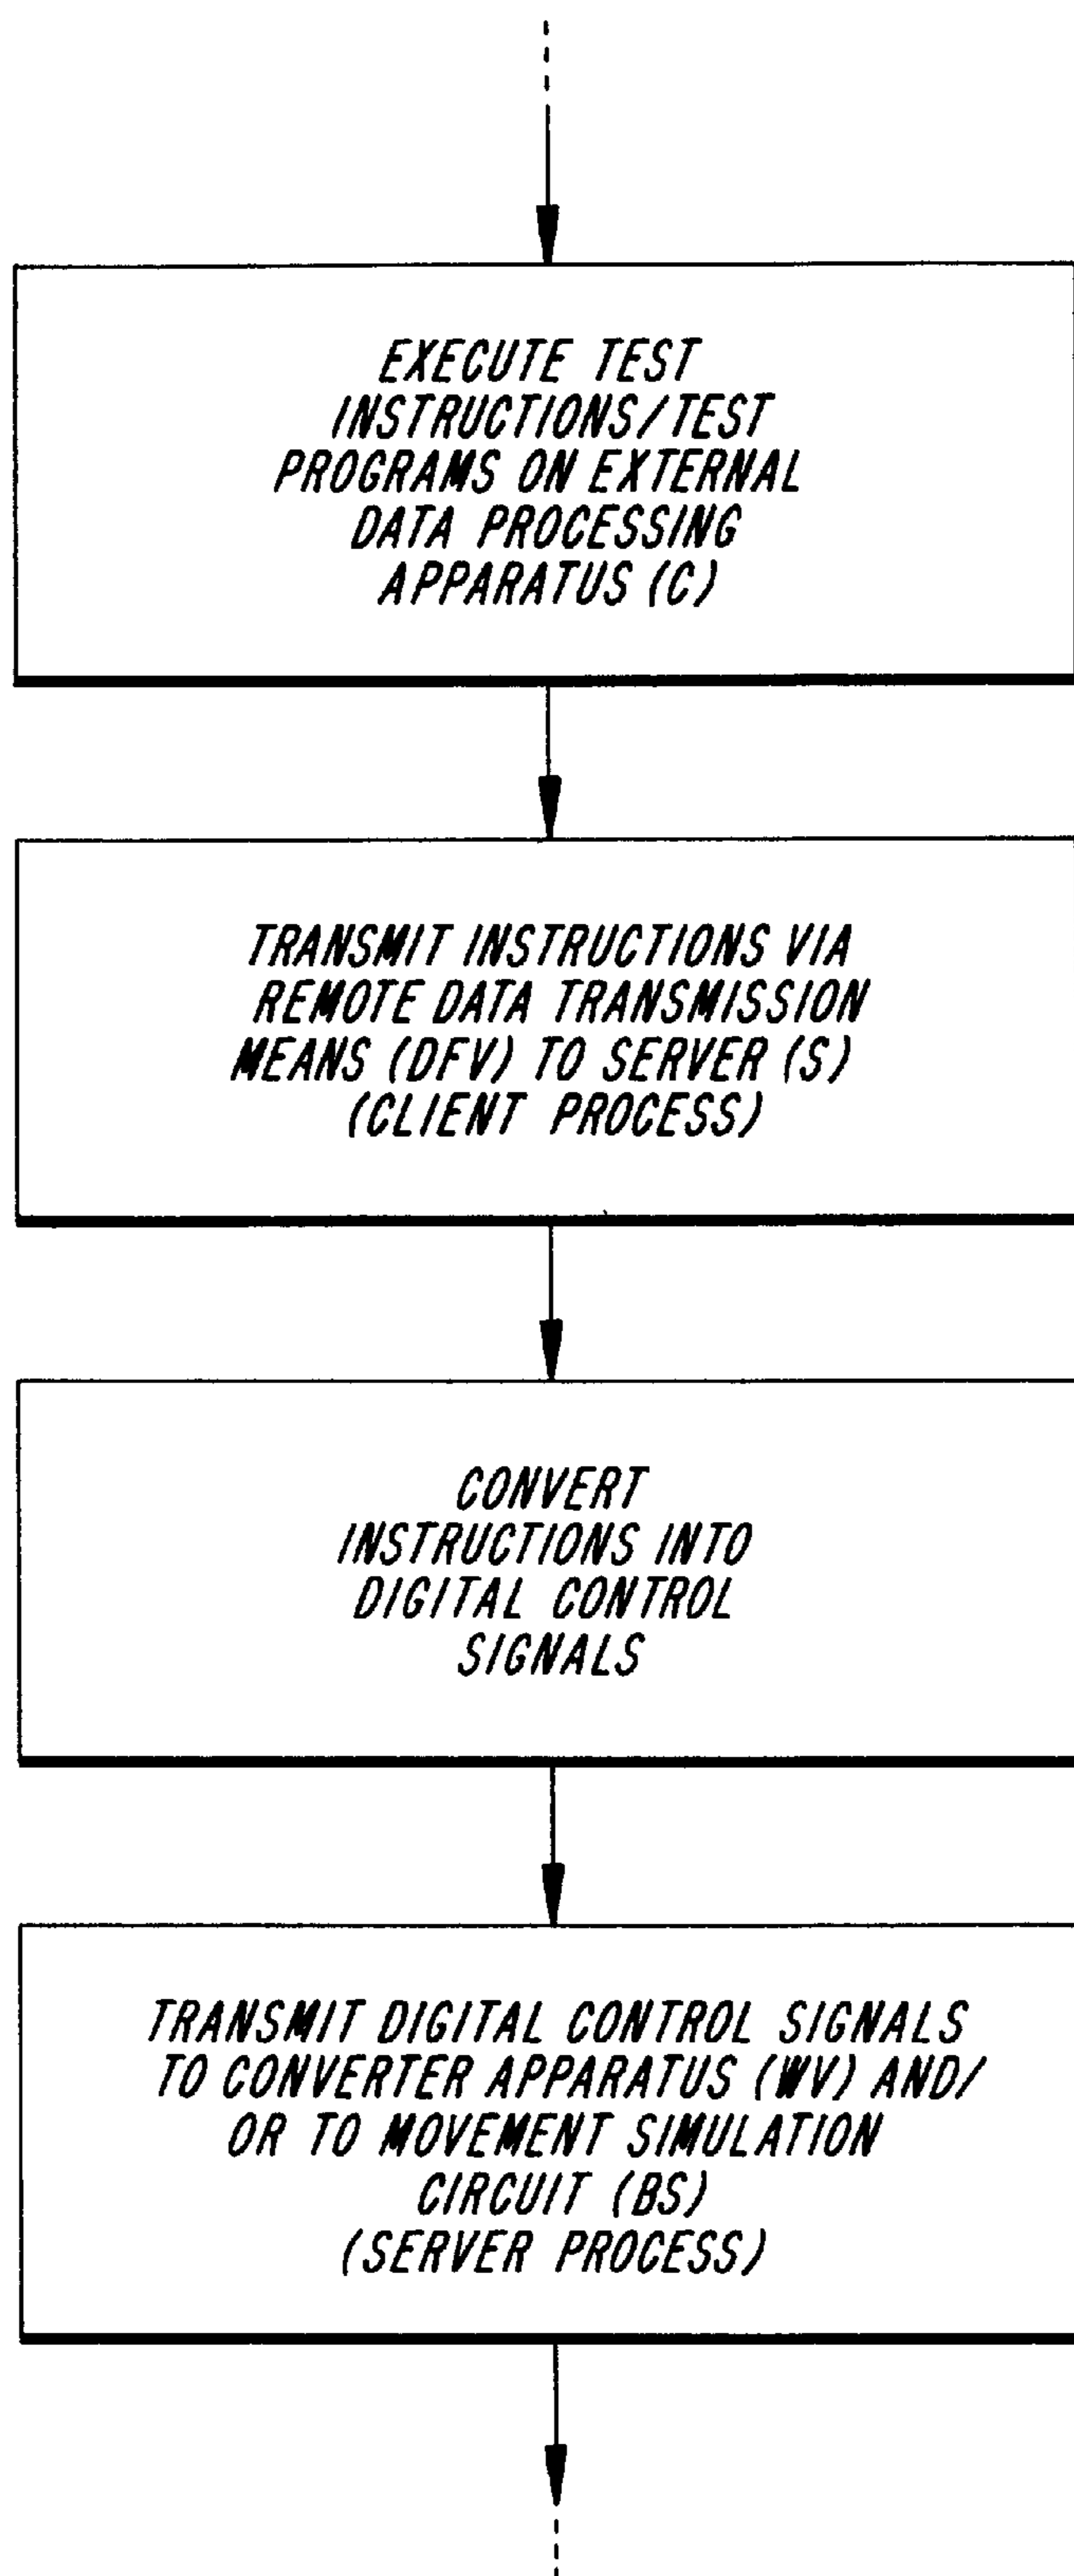 EXECUTE TEST
INSTRUCTIONS/TEST
PROGRAMS ON EXTERNAL
DATA PROCESSING
APPARATUS (C)
TRANSMIT INSTRUCTIONS VIA
REMOTE DATA TRANSMISSION
MEANS (DFV) TO SERVER (S)
(CLIENT PROCESS)
CONVERT
INSTRUCTIONS INTO
DIGITAL CONTROL
SIGNALS
TRANSMIT DIGITAL CONTROL SIGNALS
TO CONVERTER APPARATUS (WV) AND/
OR TO MOVEMENT SIMULATION
CIRCUIT (BS)
(SERVER PROCESS)